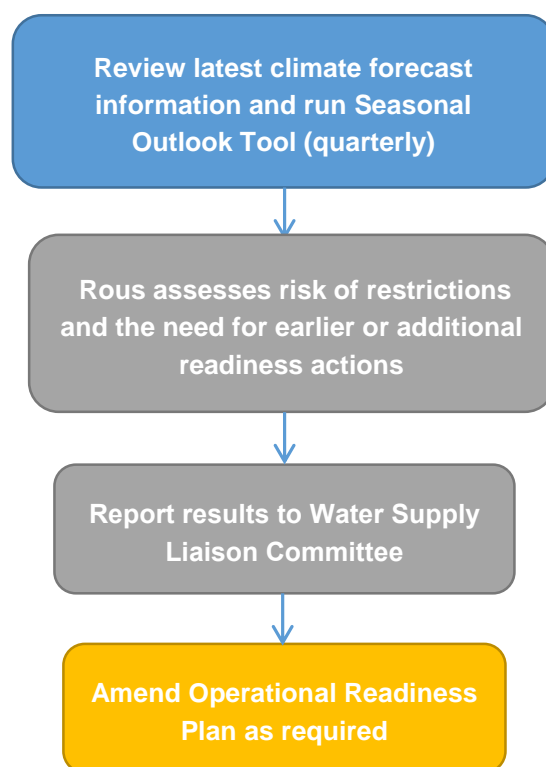 Review latest climate forecast
information and run Seasonal
Outlook Tool (quarterly)
Rous assesses risk of restrictions
and the need for earlier or additional
readiness actions
Report results to Water Supply
Liaison Committee
Amend Operational Readiness
Plan as required